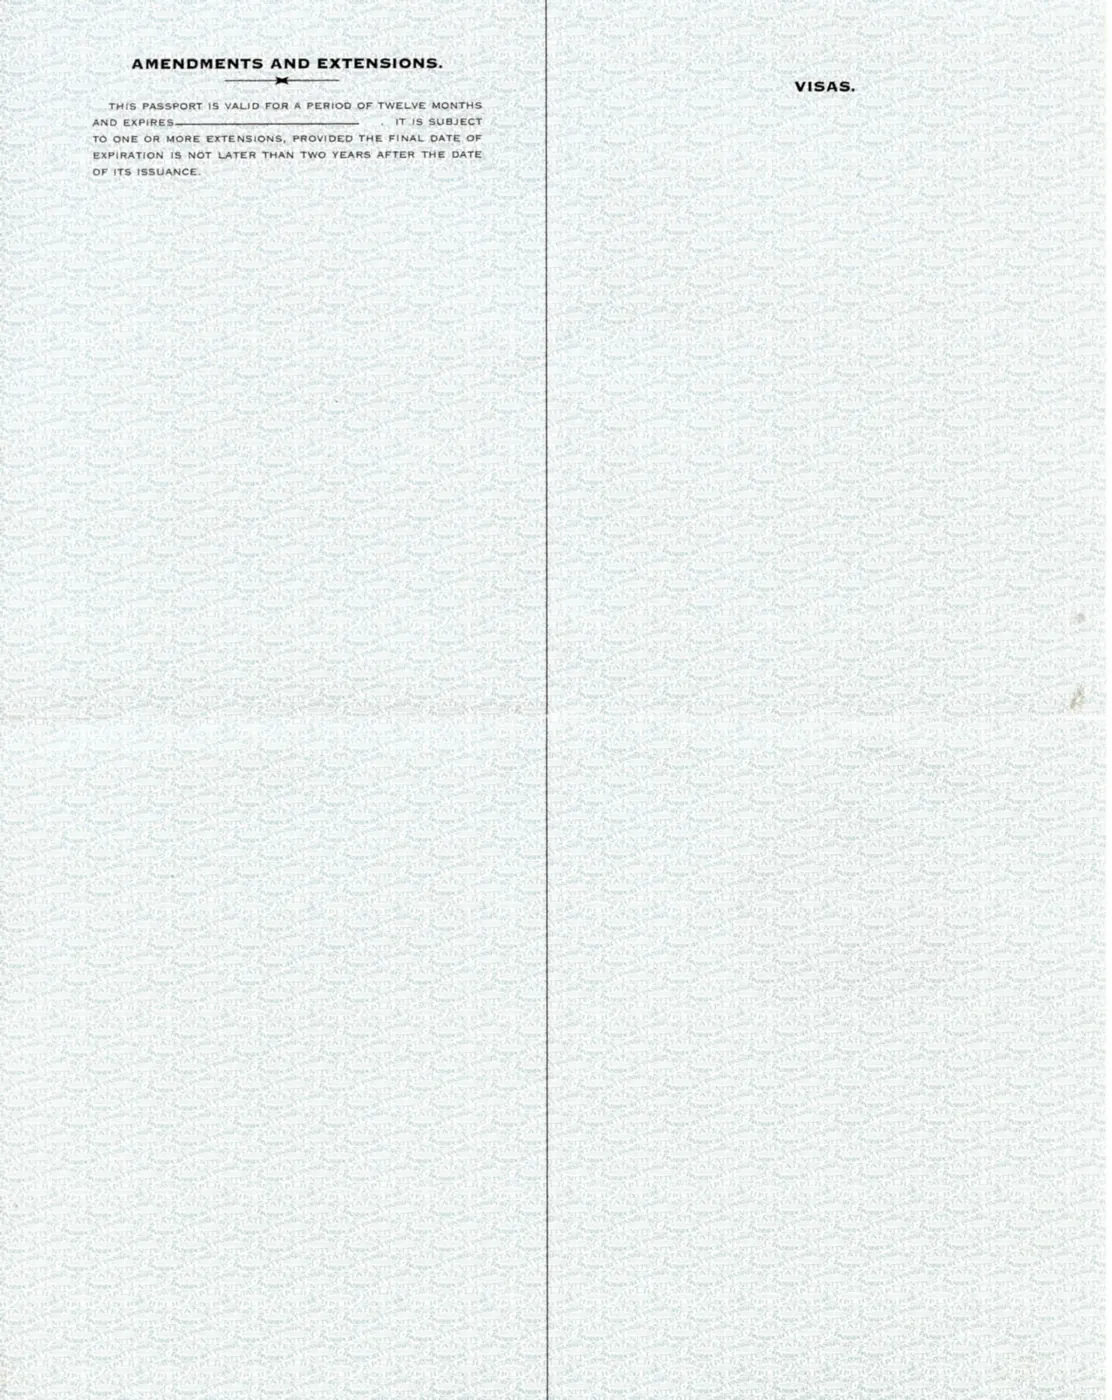 AMENDMENTS AND EXTENSIONS.
THIS PASSPORT IS VALID FOR A PERIOD OF TWELVE MONTHS
AND EXPIRES . IT IS SUBJECT
TO ONE OR MORE EXTENSIONS, PROVIDED THE FINAL DATE OF
EXPIRATION IS NOT LATER THAN TWO YEARS AFTER THE DATE
OF ITS ISSUANCE.
VISAS.